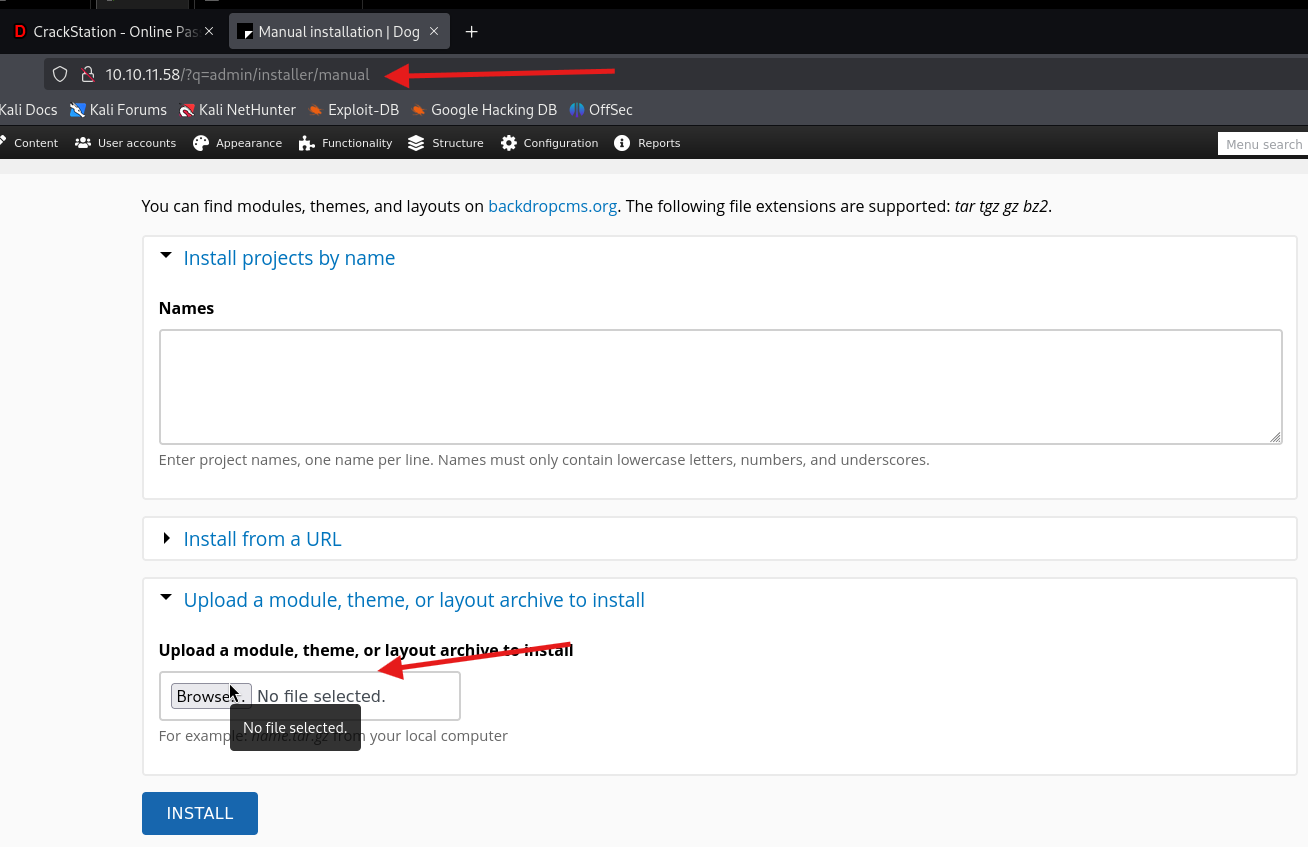 CrackStation - Online Pas
Manual installation | Dog
10.10.11.58/?q=admin/installer/manual
Kali Docs Kali Forums Kali NetHunter Exploit-DB Google Hacking DB OffSec
Content User accounts Appearance Functionality Structure Configuration Reports Menu search
You can find modules, themes, and layouts on backdropcms.org. The following file extensions are supported: tar tgz gz bz2.
Install projects by name
Names
Enter project names, one name per line. Names must only contain lowercase letters, numbers, and underscores.
Install from a URL
Upload a module, theme, or layout archive to install
Upload a module, theme, or layout archive to install
Browse... No file selected.
No file selected.
For example: name.tar.gz from your local computer
INSTALL